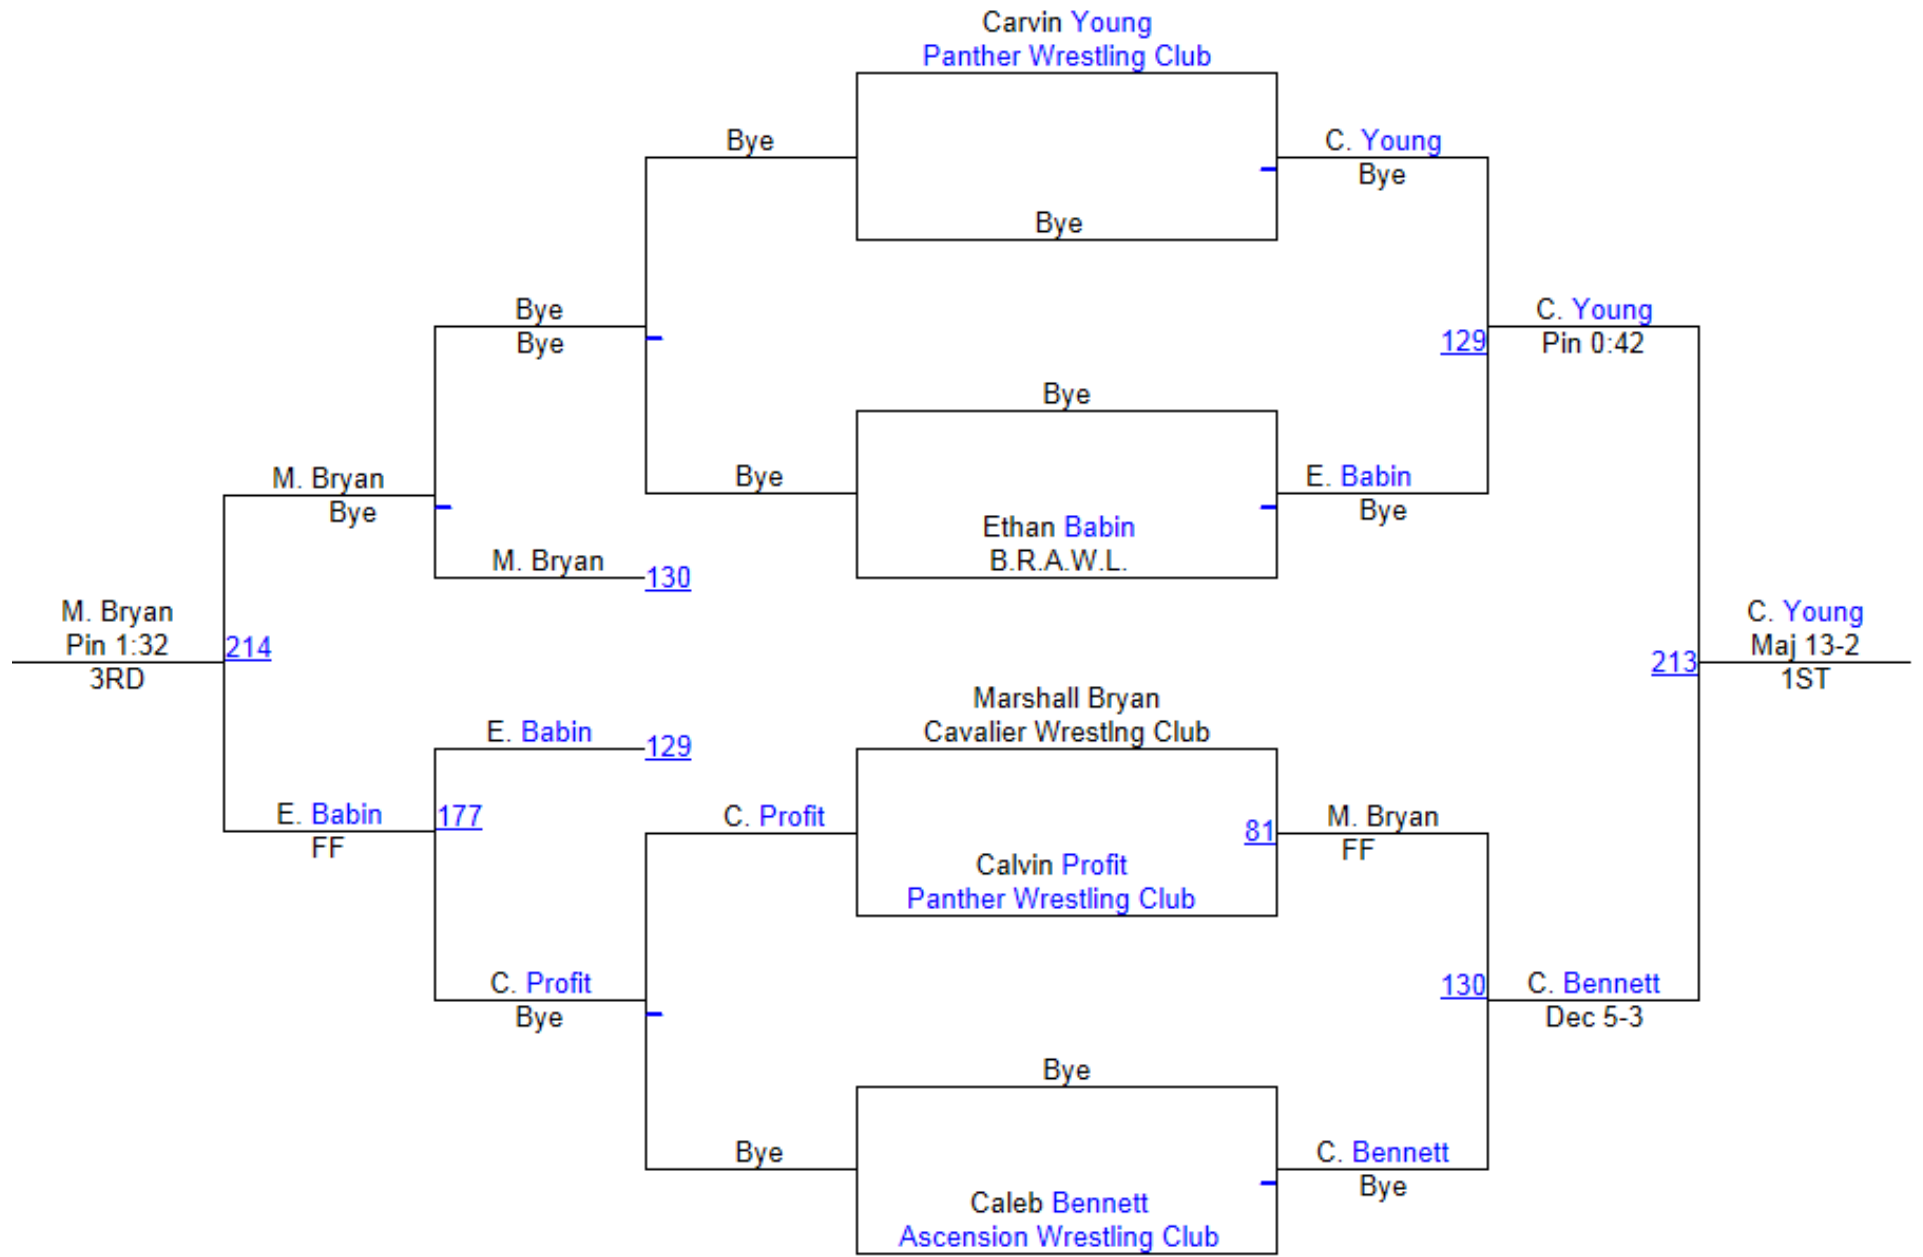 Carvin Young
Panther Wrestling Club
Bye
C. Young
Bye
Bye
Bye
Bye
C. Young
129
Pin 0:42
Bye
M. Bryan
Bye
Bye
E. Babin
Bye
Ethan Babin
B.R.A.W.L.
M. Bryan
130
M. Bryan
Pin 1:32
3RD
214
C. Young
Maj 13-2
1ST
213
Marshall Bryan
Cavalier Wrestlng Club
E. Babin
129
E. Babin
FF
177
C. Profit
81
M. Bryan
FF
Calvin Profit
Panther Wrestling Club
C. Profit
Bye
130
C. Bennett
Dec 5-3
Bye
Bye
C. Bennett
Bye
Caleb Bennett
Ascension Wrestling Club